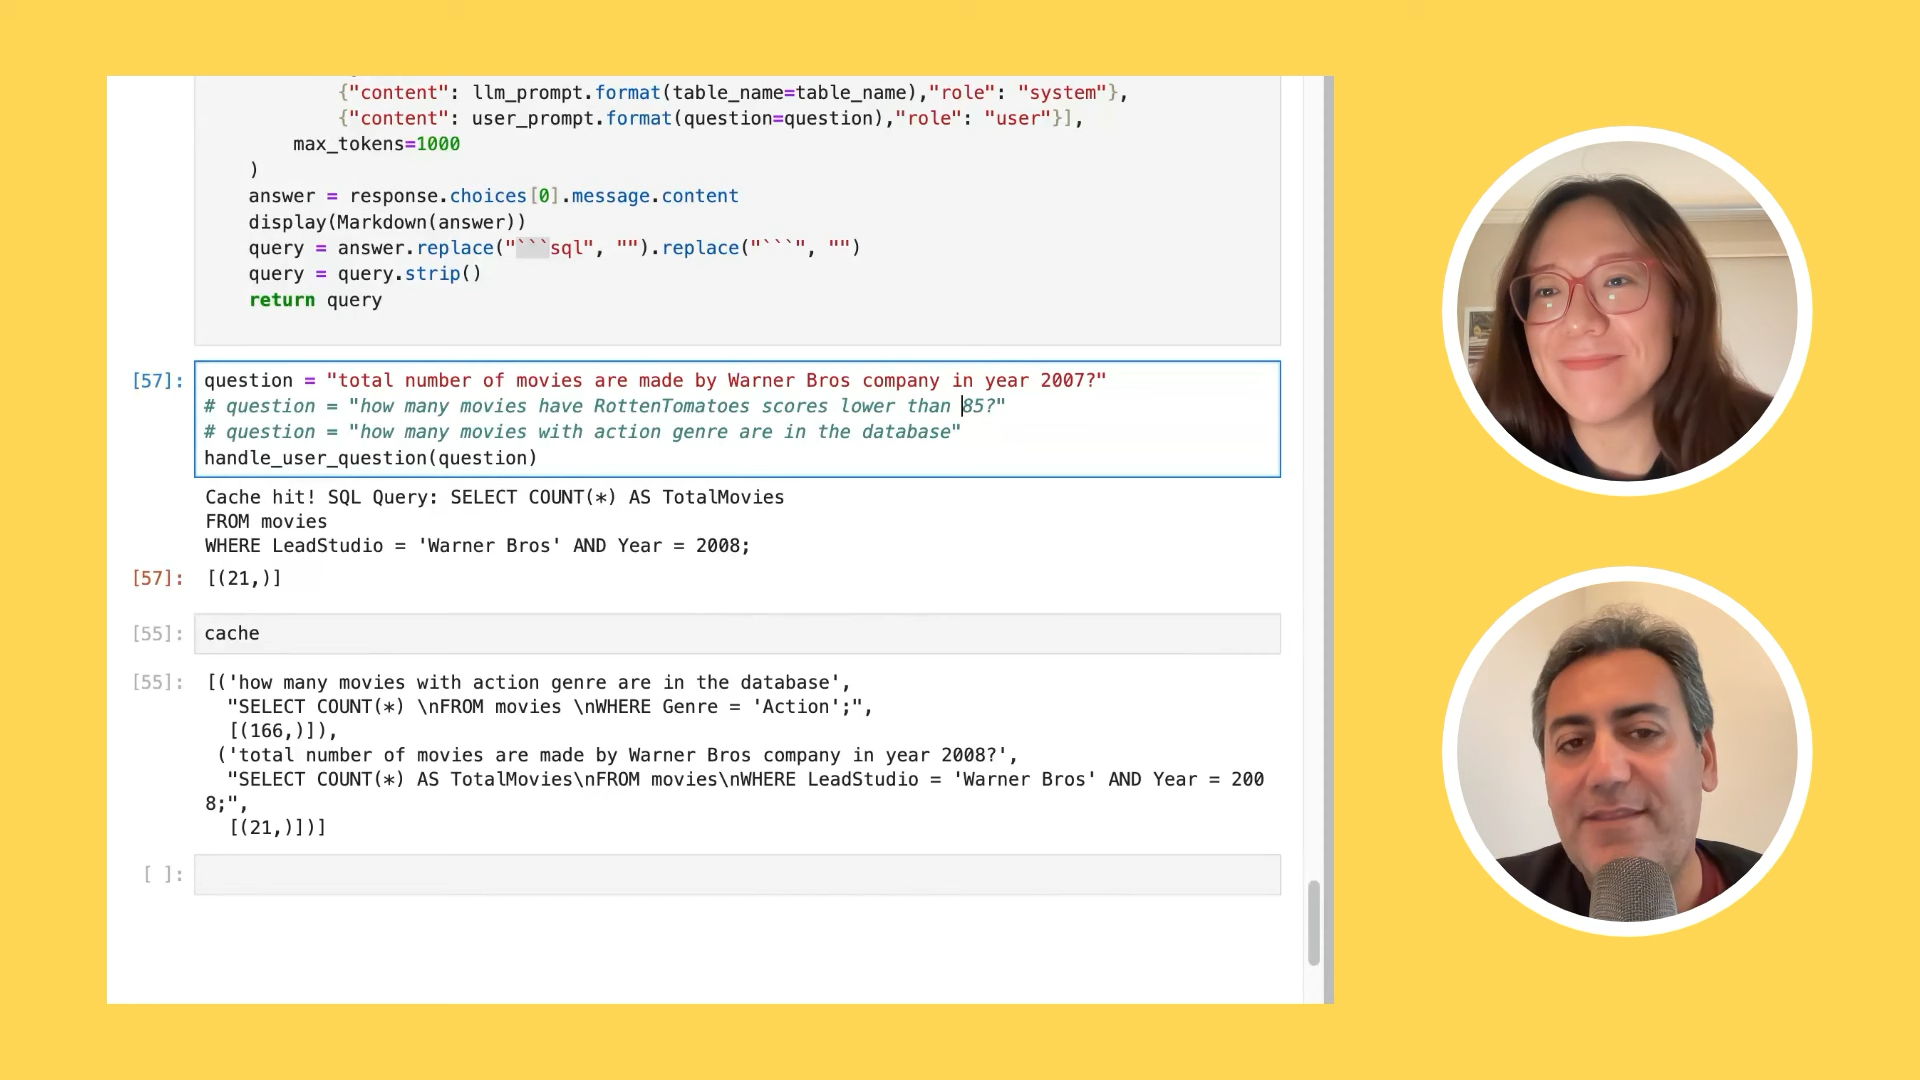 {"content": llm_prompt.format(table_name=table_name),"role": "system"},
{"content": user_prompt.format(question=question),"role": "user"}],
max_tokens=1000
)
answer = response.choices[0].message.content
display(Markdown(answer))
query = answer.replace("```sql", "").replace("```", "")
query = query.strip()
return query
[57]: question = "total number of movies are made by Warner Bros company in year 2007?"
# question = "how many movies have RottenTomatoes scores lower than 85?"
# question = "how many movies with action genre are in the database"
handle_user_question(question)
Cache hit! SQL Query: SELECT COUNT(*) AS TotalMovies
FROM movies
WHERE LeadStudio = 'Warner Bros' AND Year = 2008;
[57]: [(21,)]
[55]: cache
[55]: [('how many movies with action genre are in the database',
"SELECT COUNT(*) \nFROM movies \nWHERE Genre = 'Action';",
[(166,)]),
('total number of movies are made by Warner Bros company in year 2008?',
"SELECT COUNT(*) AS TotalMovies\nFROM movies\nWHERE LeadStudio = 'Warner Bros' AND Year = 200
8;",
[(21,)])]
[ ]: